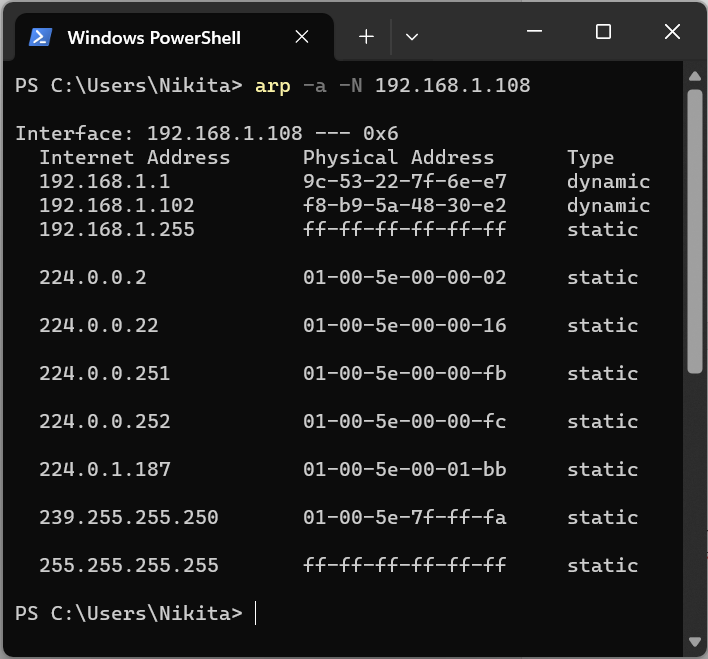 Windows PowerShell
PS C:\Users\Nikita> arp -a -N 192.168.1.108
Interface: 192.168.1.108 --- 0x6
Internet Address Physical Address Type
192.168.1.1 9c-53-22-7f-6e-e7 dynamic
192.168.1.102 f8-b9-5a-48-30-e2 dynamic
192.168.1.255 ff-ff-ff-ff-ff-ff static
224.0.0.2 01-00-5e-00-00-02 static
224.0.0.22 01-00-5e-00-00-16 static
224.0.0.251 01-00-5e-00-00-fb static
224.0.0.252 01-00-5e-00-00-fc static
224.0.1.187 01-00-5e-00-01-bb static
239.255.255.250 01-00-5e-7f-ff-fa static
255.255.255.255 ff-ff-ff-ff-ff-ff static
PS C:\Users\Nikita>